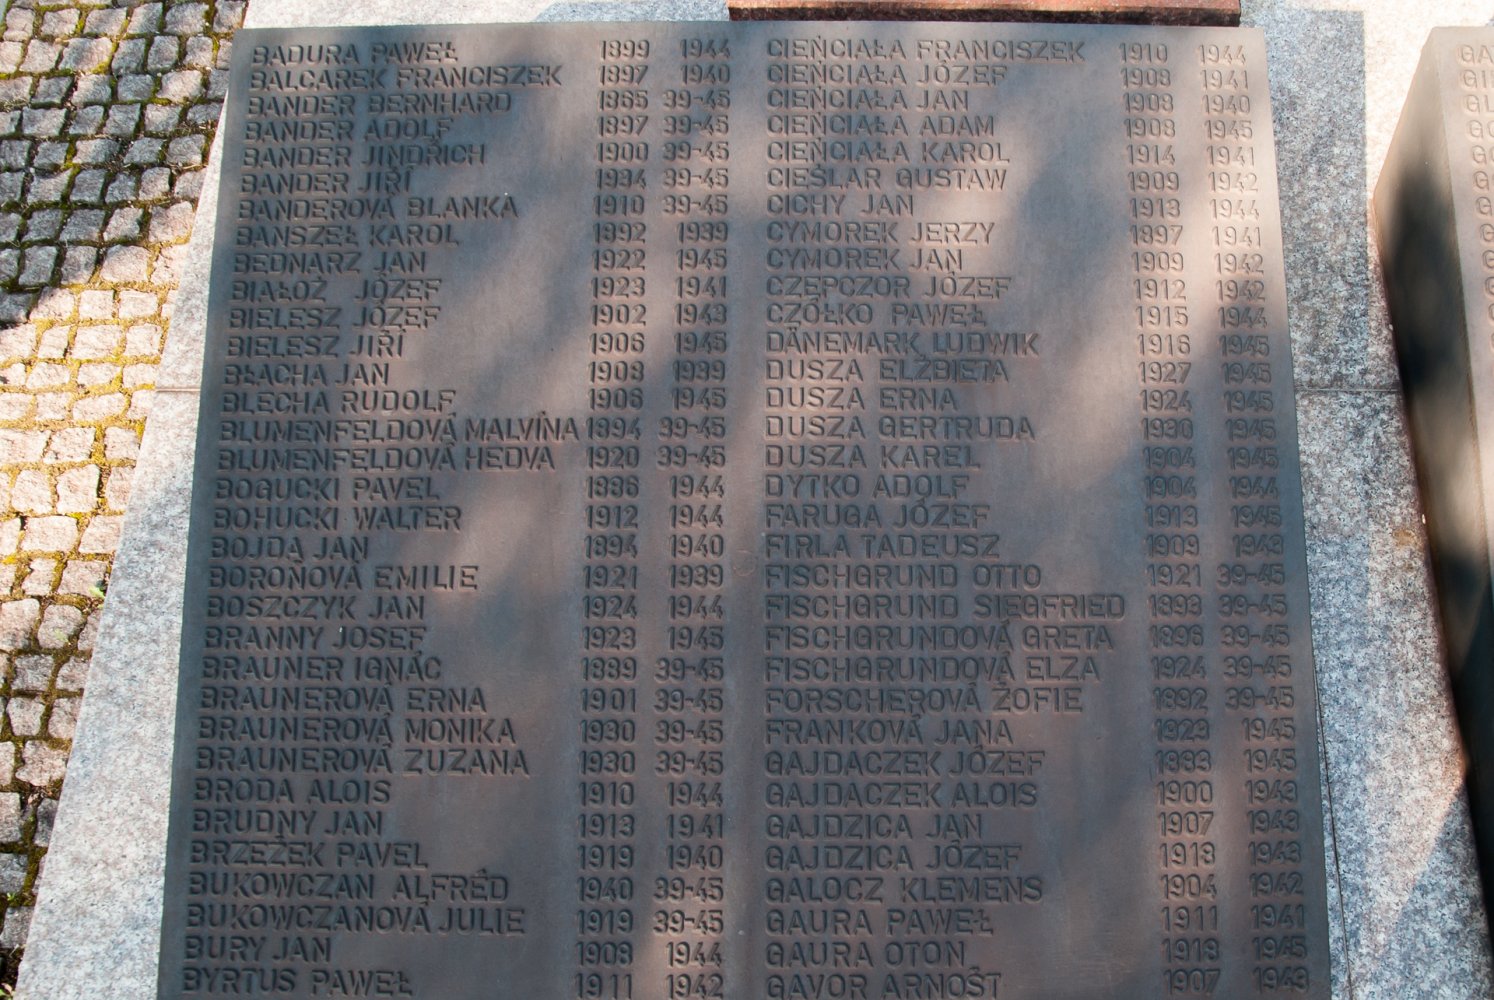 BADURA PAWEŁ 1899 1944
BALCAREK FRANCISZEK 1897 1940
BANDER BERNHARD 1865 39-45
BANDER ADOLF 1897 39-45
BANDER JINDŘICH 1900 39-45
BANDER JIŘÍ 1934 39-45
BANDEROVÁ BLANKA 1910 39-45
BANSZEŁ KAROL 1892 1939
BEDNARZ JAN 1922 1945
BIAŁOŻ JÓZEF 1923 1941
BIELESZ JÓZEF 1902 1943
BIELESZ JIŘÍ 1906 1945
BŁACHA JAN 1908 1939
BLECHA RUDOLF 1906 1945
BLUMENFELDOVÁ MALVÍNA 1894 39-45
BLUMENFELDOVÁ HEDVA 1920 39-45
BOGUCKI PAVEL 1886 1944
BOHUCKI WALTER 1912 1944
BOJDA JAN 1894 1940
BOROŇOVÁ EMILIE 1921 1939
BOSZCZYK JAN 1924 1944
BRANNY JOSEF 1923 1945
BRAUNER IGNÁC 1889 39-45
BRAUNEROVÁ ERNA 1901 39-45
BRAUNEROVÁ MONIKA 1930 39-45
BRAUNEROVÁ ZUZANA 1930 39-45
BRODA ALOIS 1910 1944
BRUDNY JAN 1913 1941
BRZEŽEK PAVEL 1919 1940
BUKOWCZAN ALFRÉD 1940 39-45
BUKOWCZANOVÁ JULIE 1919 39-45
BURY JAN 1908 1944
BYRTUS PAWEŁ 1911 1942
CIEŃCIAŁA FRANCISZEK 1910 1944
CIEŃCIAŁA JÓZEF 1908 1941
CIEŃCIAŁA JAN 1908 1940
CIEŃCIAŁA ADAM 1908 1945
CIEŃCIAŁA KAROL 1914 1941
CIEŚLAR GUSTAW 1909 1942
CICHY JAN 1913 1944
CYMOREK JERZY 1897 1941
CYMOREK JAN 1909 1942
CZEPCZOR JÓZEF 1912 1942
CZÓŁKO PAWEŁ 1915 1944
DÄNEMARK LUDWIK 1916 1945
DUSZA ELŻBIETA 1927 1945
DUSZA ERNA 1924 1945
DUSZA GERTRUDA 1930 1945
DUSZA KAREL 1904 1945
DYTKO ADOLF 1904 1944
FARUGA JÓZEF 1913 1945
FIRLA TADEUSZ 1909 1943
FISCHGRUND OTTO 1921 39-45
FISCHGRUND SIEGFRIED 1893 39-45
FISCHGRUNDOVÁ GRETA 1896 39-45
FISCHGRUNDOVÁ ELZA 1924 39-45
FORSCHEROVÁ ŽOFIE 1892 39-45
FRANKOVÁ JANA 1923 1945
GAJDACZEK JÓZEF 1883 1945
GAJDACZEK ALOIS 1900 1943
GAJDZICA JAN 1907 1943
GAJDZICA JÓZEF 1918 1943
GALOCZ KLEMENS 1904 1942
GAURA PAWEŁ 1911 1941
GAURA OTON 1918 1945
GAVOR ARNOŠT 1907 1943